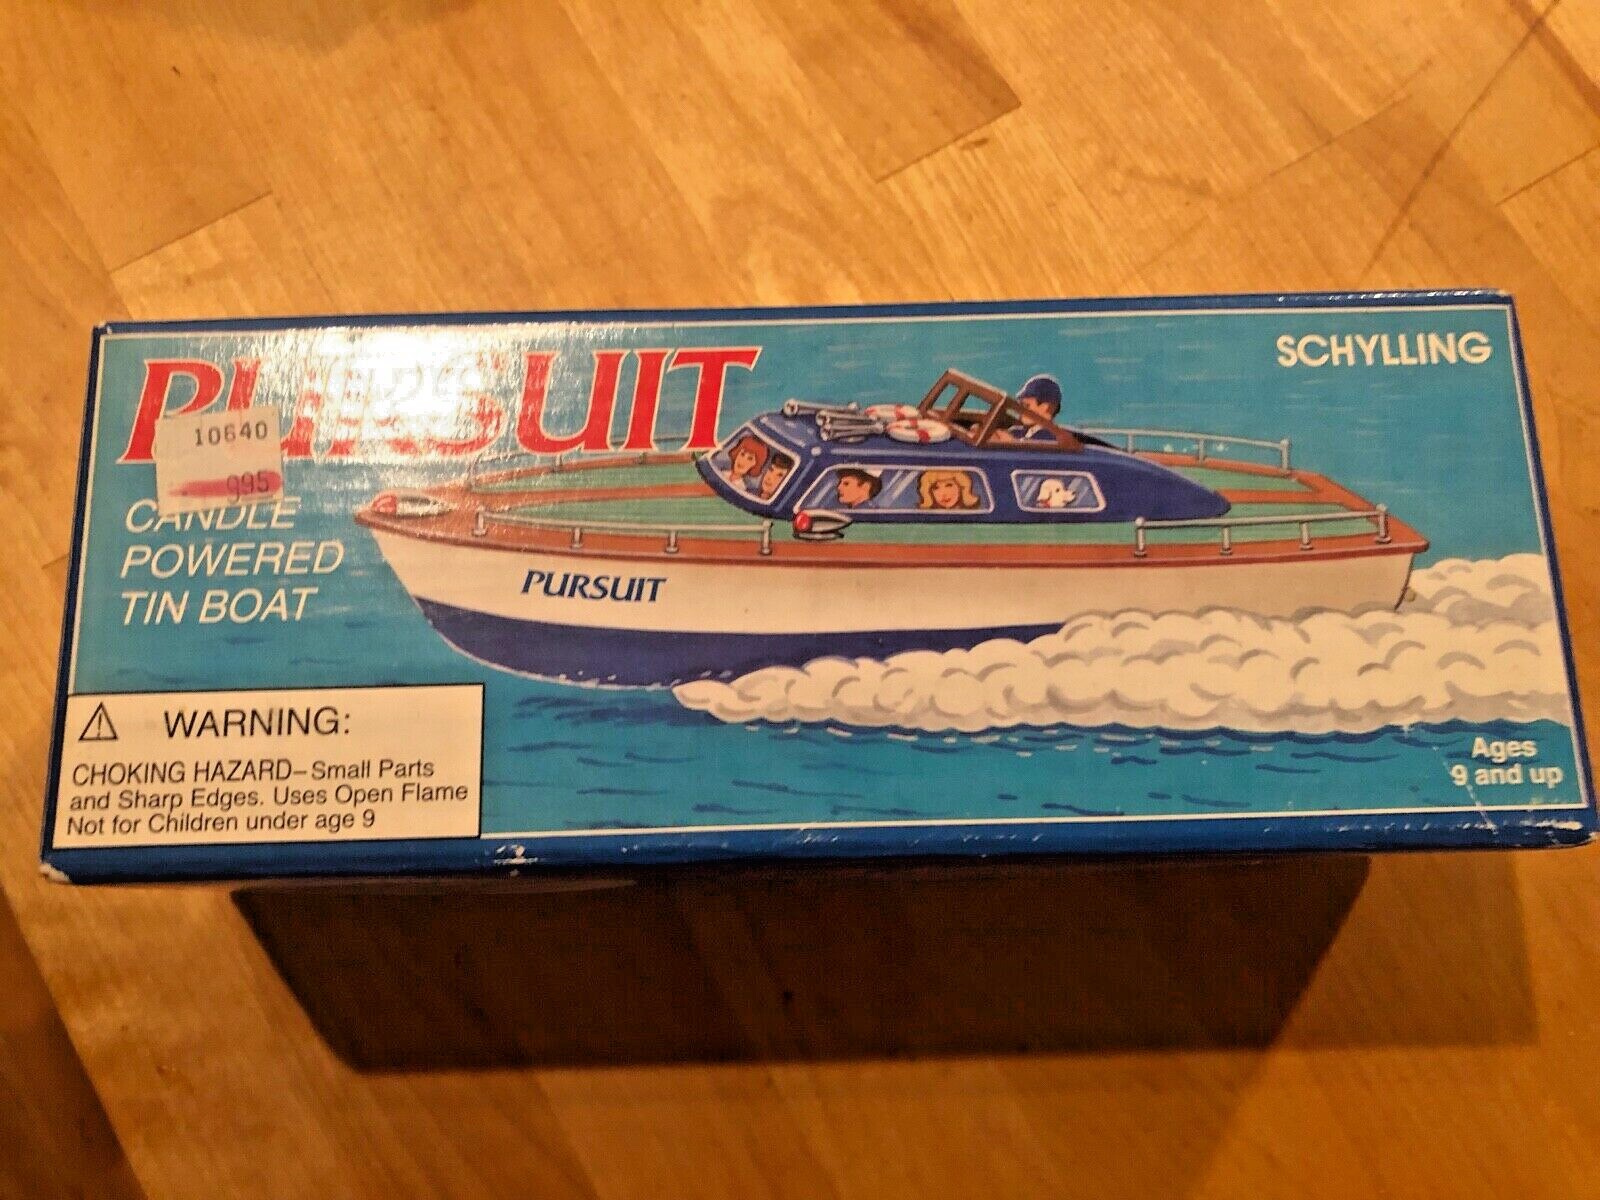 PURSUIT
SCHYLLING
10640
995
CANDLE
POWERED
TIN BOAT
PURSUIT
WARNING:
CHOKING HAZARD–Small Parts
and Sharp Edges. Uses Open Flame
Not for Children under age 9
Ages
9 and up